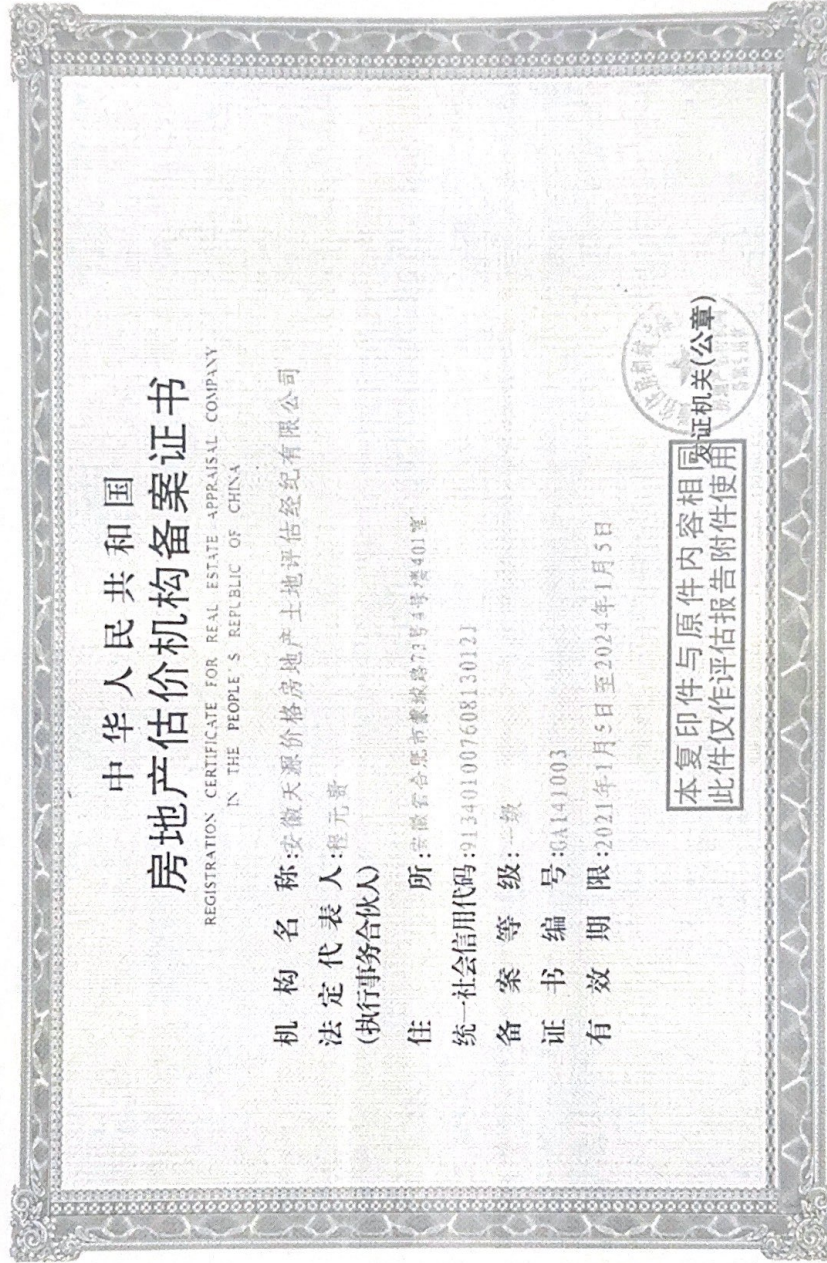 中华人民共和国
房地产估价机构备案证书
REGISTRATION CERTIFICATE FOR REAL ESTATE APPRAISAL COMPANY
IN THE PEOPLE'S REPUBLIC OF CHINA
机构名称:安徽天源价格房地产土地评估经纪有限公司
法定代表人:程元贵
(执行事务合伙人)
住所:安徽省合肥市蒙城路73号4号楼401室
统一社会信用代码:91340100760813012J
备案等级:一级
证书编号:GA141003
有效期限:2021年1月5日至2024年1月5日
发证机关(公章)
本复印件与原件内容相同
此件仅作评估报告附件使用